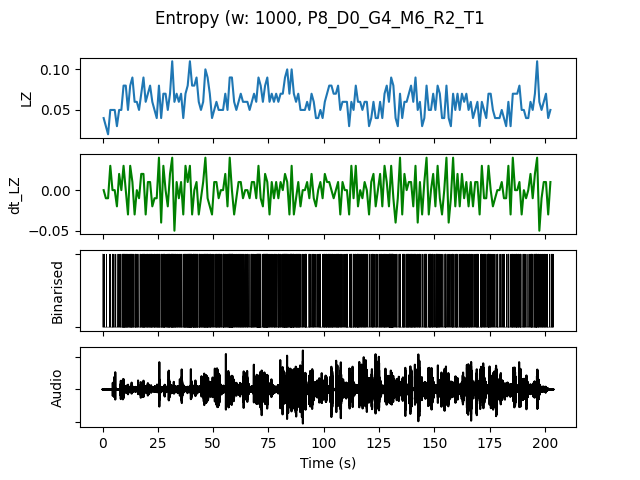 Entropy (w: 1000, P8_D0_G4_M6_R2_T1
0.10
0.05
LZ
0.00
−0.05
dt_LZ
Binarised
Audio
0 25 50 75 100 125 150 175 200
Time (s)